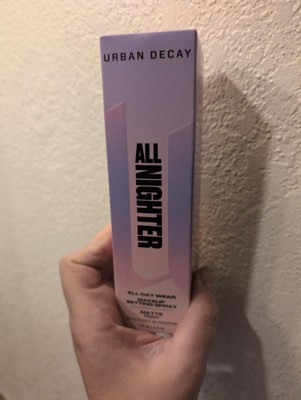 URBAN DECAY
ALL
NIGHTER
ALL DAY WEAR
MAKEUP
SETTING SPRAY
MATTE